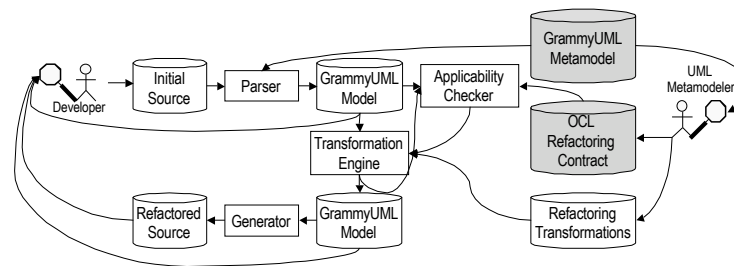 GrammyUML
Metamodel
UML
Metamodeler
Developer
Initial
Source
Parser
GrammyUML
Model
Applicability
Checker
OCL
Refactoring
Contract
Transformation
Engine
Refactored
Source
Generator
GrammyUML
Model
Refactoring
Transformations